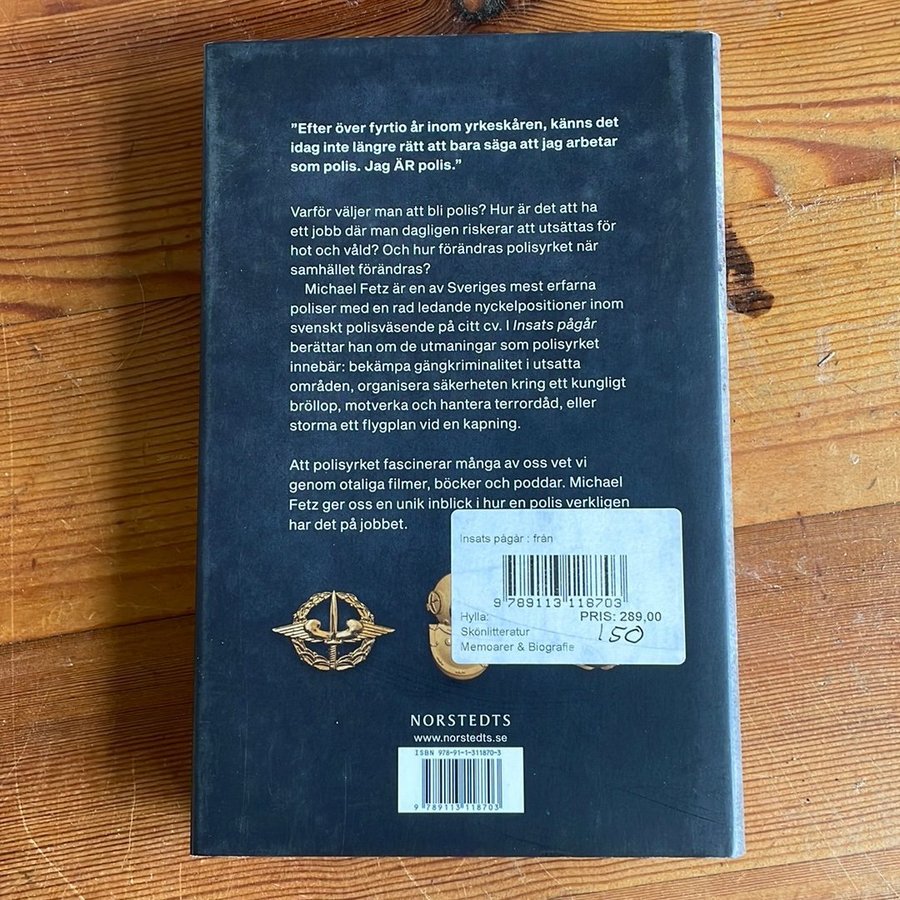 ”Efter över fyrtio år inom yrkeskåren, känns det
idag inte längre rätt att bara säga att jag arbetar
som polis. Jag ÄR polis.”
Varför väljer man att bli polis? Hur är det att ha
ett jobb där man dagligen riskerar att utsättas för
hot och våld? Och hur förändras polisyrket när
samhället förändras?
Michael Fetz är en av Sveriges mest erfarna
poliser med en rad ledande nyckelpositioner inom
svenskt polisväsende på citt cv. I Insats pågår
berättar han om de utmaningar som polisyrket
innebär: bekämpa gängkriminalitet i utsatta
områden, organisera säkerheten kring ett kungligt
bröllop, motverka och hantera terrordåd, eller
storma ett flygplan vid en kapning.
Att polisyrket fascinerar många av oss vet vi
genom otaliga filmer, böcker och poddar. Michael
Fetz ger oss en unik inblick i hur en polis verkligen
har det på jobbet.
Insats pågår : från
9 789113 118703
Hylla: PRIS: 289,00
Skönlitteratur 150
Memoarer & Biografie
NORSTEDTS
www.norstedts.se
ISBN 978-91-1-311870-3
9 789113 118703